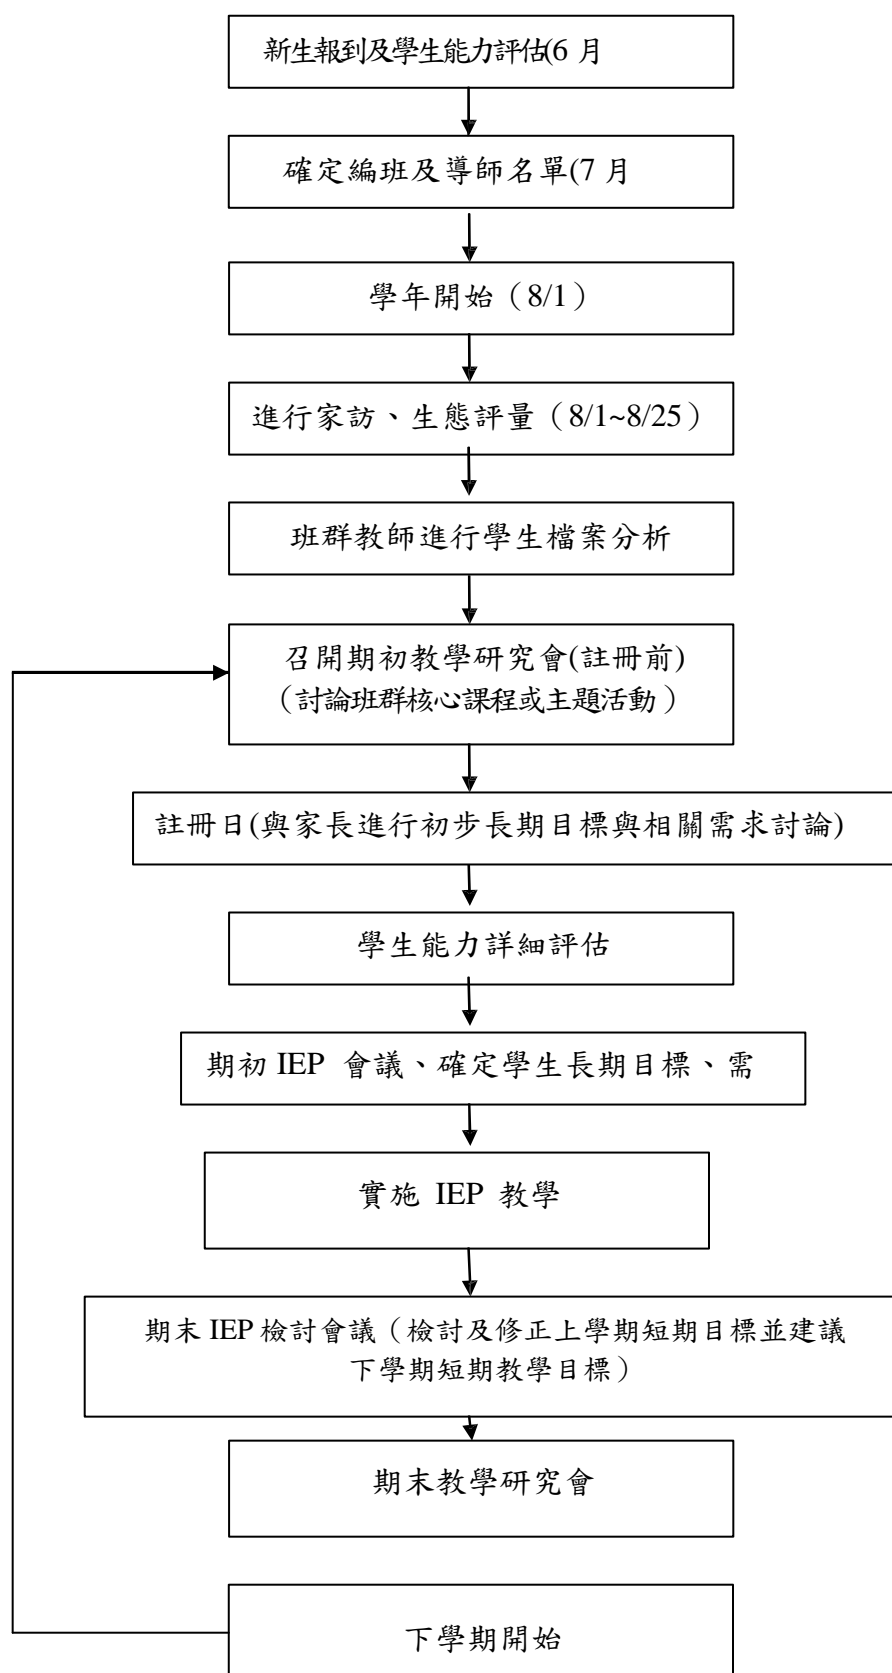 新生報到及學生能力評估(6 月
確定編班及導師名單(7 月
學年開始（8/1）
進行家訪、生態評量（8/1~8/25）
班群教師進行學生檔案分析
召開期初教學研究會(註冊前)
（討論班群核心課程或主題活動）
註冊日(與家長進行初步長期目標與相關需求討論)
學生能力詳細評估
期初 IEP 會議、確定學生長期目標、需
實施 IEP 教學
期末 IEP 檢討會議（檢討及修正上學期短期目標並建議
下學期短期教學目標）
期末教學研究會
下學期開始